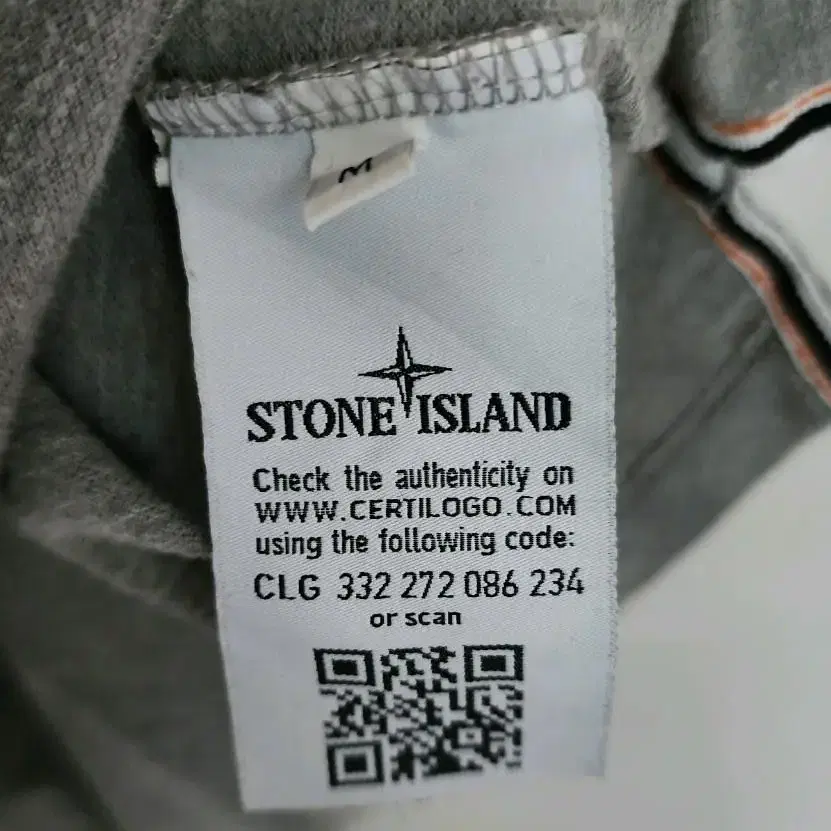 M
STONE ISLAND
Check the authenticity on
WWW.CERTILOGO.COM
using the following code:
CLG 332 272 086 234
or scan